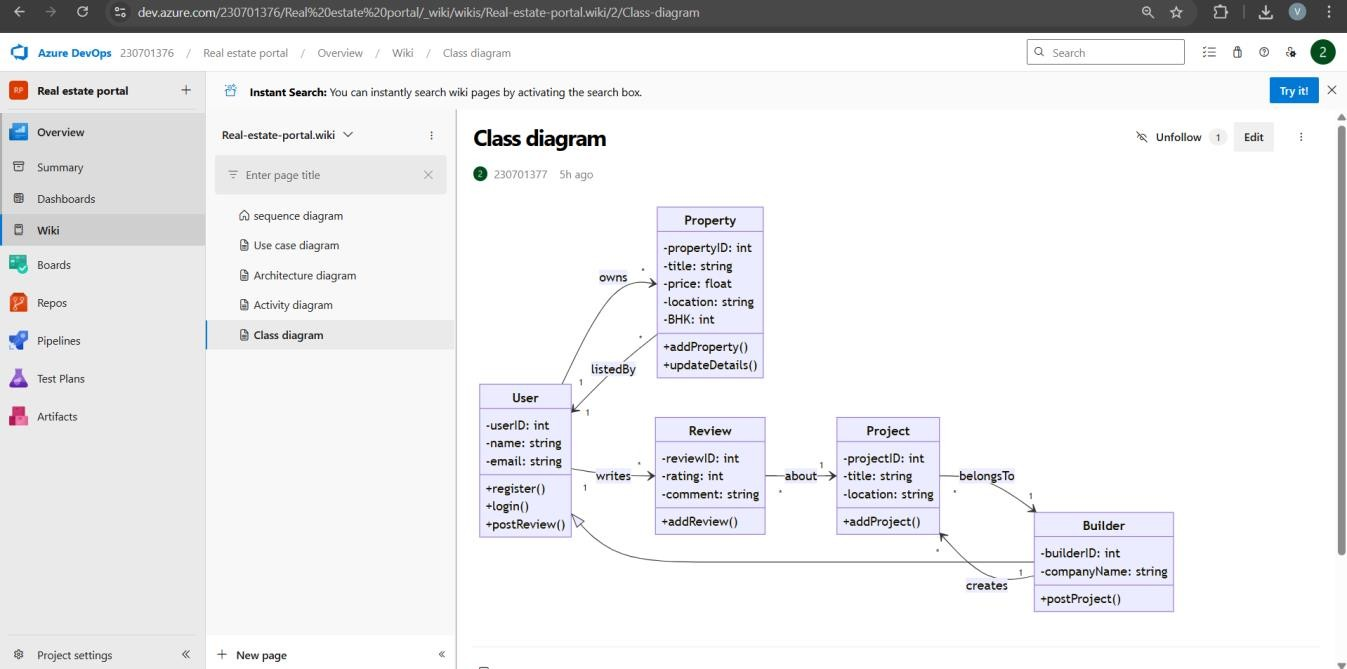 dev.azure.com/230701376/Real%20estate%20portal/_wiki/wikis/Real-estate-portal.wiki/2/Class-diagram
V
Azure DevOps 230701376 / Real estate portal / Overview / Wiki / Class diagram
Search
2
RP Real estate portal
Overview
Summary
Dashboards
Wiki
Boards
Repos
Pipelines
Test Plans
Artifacts
Project settings
Instant Search: You can instantly search wiki pages by activating the search box.
Try it!
Real-estate-portal.wiki
Enter page title
sequence diagram
Use case diagram
Architecture diagram
Activity diagram
Class diagram
New page
Class diagram
Unfollow 1 Edit
2 230701377 5h ago
Property
-propertyID: int
-title: string
-price: float
-location: string
-BHK: int
+addProperty()
+updateDetails()
owns
*
1
listedBy
*
1
User
-userID: int
-name: string
-email: string
+register()
+login()
+postReview()
writes
*
1
Review
-reviewID: int
-rating: int
-comment: string
+addReview()
about
1
*
Project
-projectID: int
-title: string
-location: string
+addProject()
belongsTo
*
1
Builder
-builderID: int
-companyName: string
+postProject()
creates
*
1